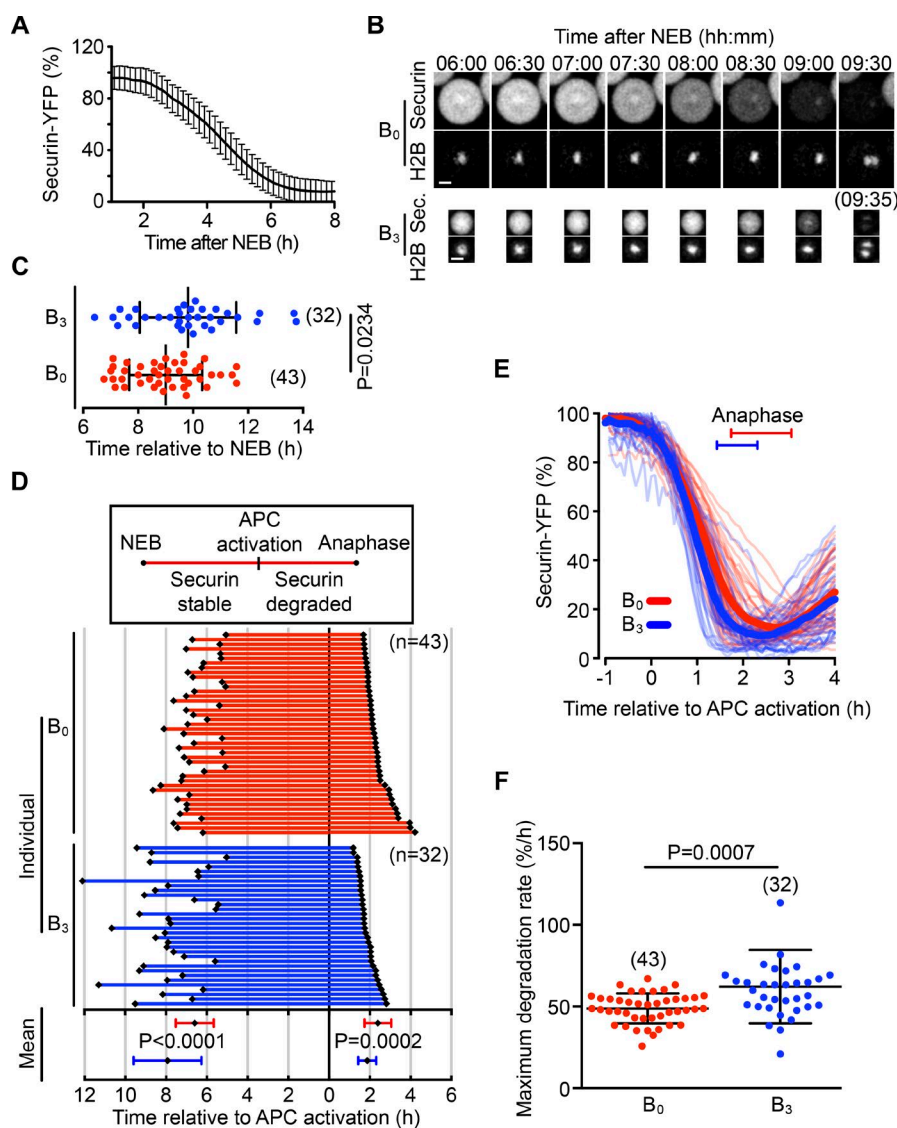 A
Securin-YFP (%)
120
80
40
0
2 4 6 8
Time after NEB (h)
B
Time after NEB (hh:mm)
06:00 06:30 07:00 07:30 08:00 08:30 09:00 09:30
B0
Securin
H2B
(09:35)
B3
Sec.
H2B
C
B3
(32)
B0
(43)
P=0.0234
6 8 10 12 14
Time relative to NEB (h)
D
APC
NEB activation Anaphase
Securin Securin
stable degraded
(n=43)
B0
Individual
(n=32)
B3
Mean
P<0.0001 P=0.0002
12 10 8 6 4 2 0 2 4 6
Time relative to APC activation (h)
E
100
80
60
40
20
0
Securin-YFP (%)
Anaphase
B0
B3
-1 0 1 2 3 4
Time relative to APC activation (h)
F
Maximum degradation rate (%/h)
150
100
50
0
P=0.0007
(32)
(43)
B0 B3